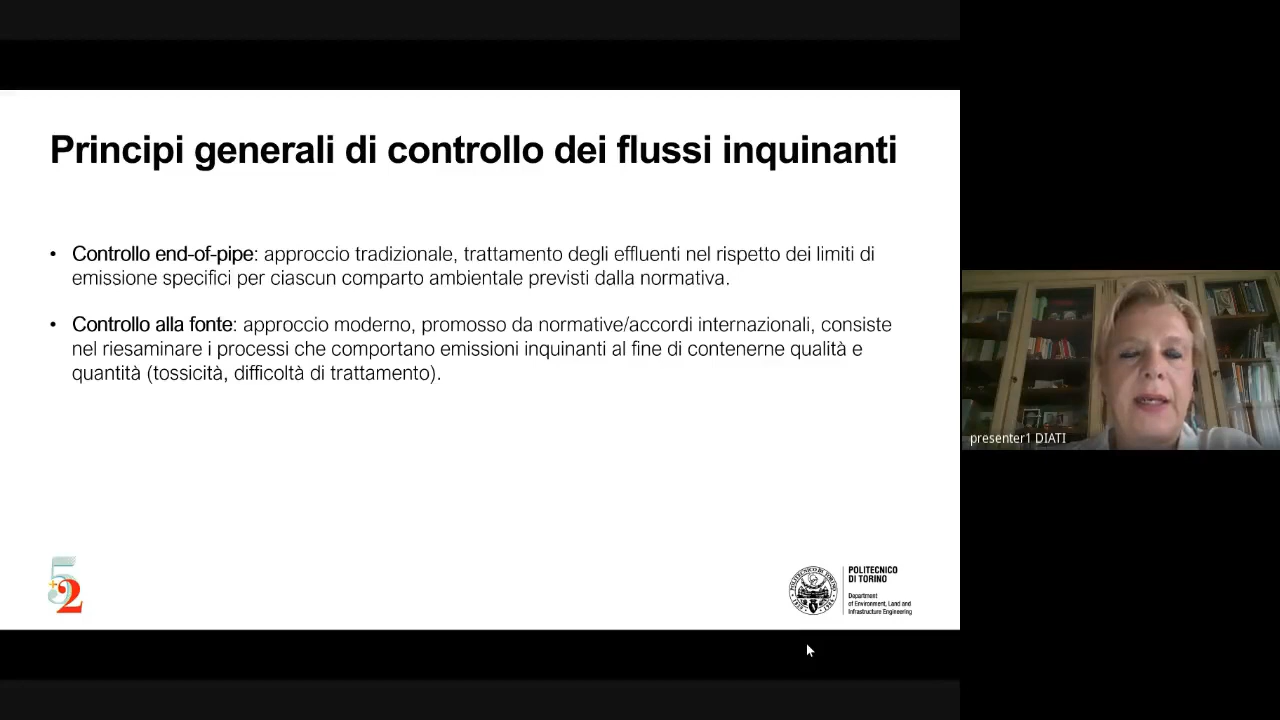 Principi generali di controllo dei flussi inquinanti
• Controllo end-of-pipe: approccio tradizionale, trattamento degli effluenti nel rispetto dei limiti di
emissione specifici per ciascun comparto ambientale previsti dalla normativa.
• Controllo alla fonte: approccio moderno, promosso da normative/accordi internazionali, consiste
nel riesaminare i processi che comportano emissioni inquinanti al fine di contenerne qualità e
quantità (tossicità, difficoltà di trattamento).
presenter1 DIATI
5
+2
POLITECNICO
DI TORINO
Department
of Environment, Land and
Infrastructure Engineering